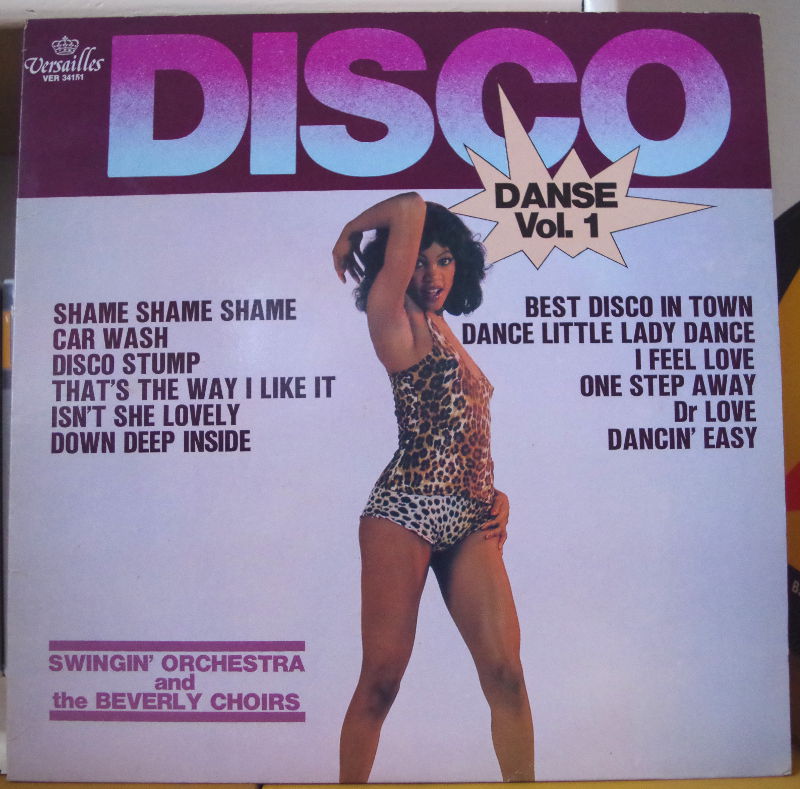 Versailles
VER 34151
DISCO
DANSE
Vol. 1
SHAME SHAME SHAME
CAR WASH
DISCO STUMP
THAT'S THE WAY I LIKE IT
ISN'T SHE LOVELY
DOWN DEEP INSIDE
BEST DISCO IN TOWN
DANCE LITTLE LADY DANCE
I FEEL LOVE
ONE STEP AWAY
Dr LOVE
DANCIN' EASY
SWINGIN' ORCHESTRA
and
the BEVERLY CHOIRS